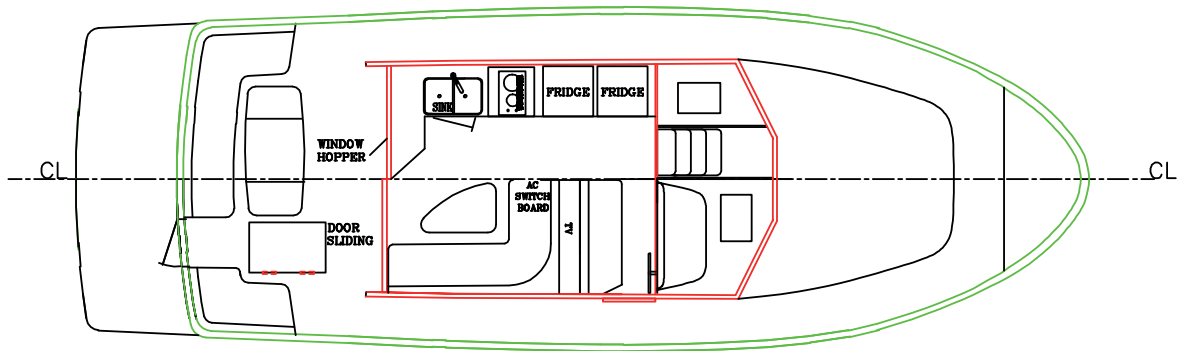 SINK
FRIDGE
FRIDGE
WINDOW
HOPPER
CL
CL
AC
SWITCH
BOARD
TV
DOOR
SLIDING